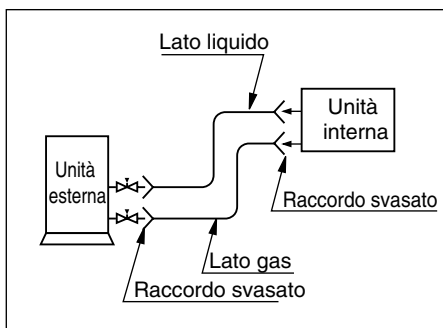 Lato liquido
Unità
interna
Unità
esterna
Raccordo svasato
Lato gas
Raccordo svasato